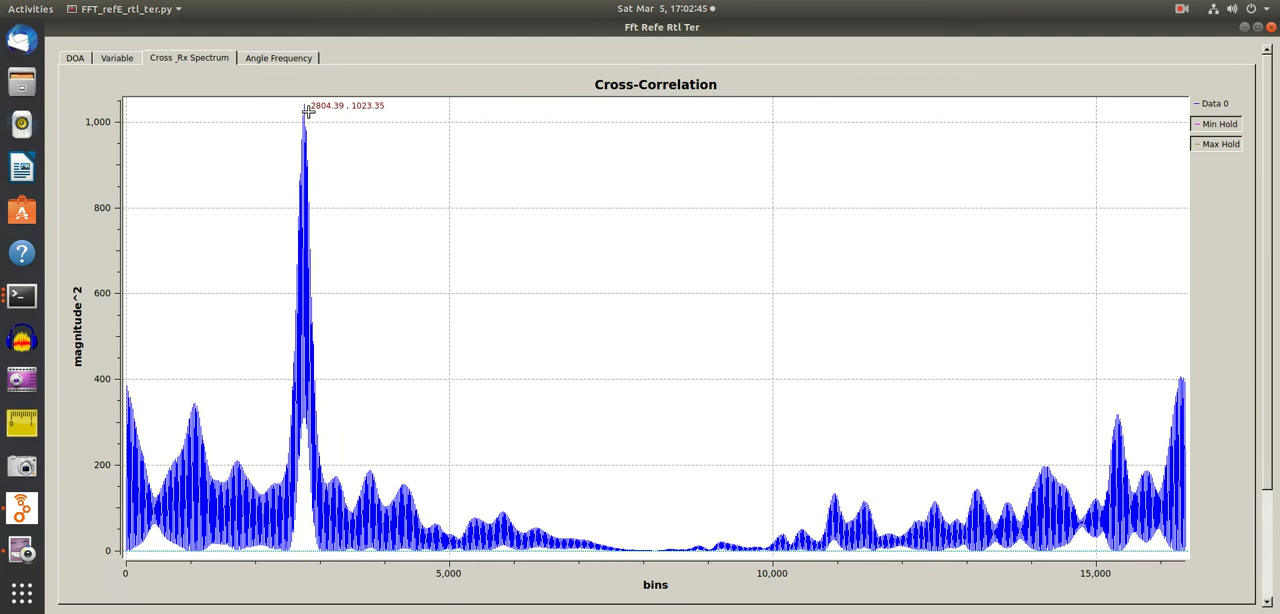 Activities FFT_refE_rtl_ter.py Sat Mar 5, 17:02:45
Fft Refe Rtl Ter
DOA Variable Cross_Rx Spectrum Angle Frequency
Cross-Correlation
2804.39 , 1023.35
Data 0
Min Hold
Max Hold
magnitude^2
1,000
800
600
400
200
0
0 5,000 10,000 15,000
bins